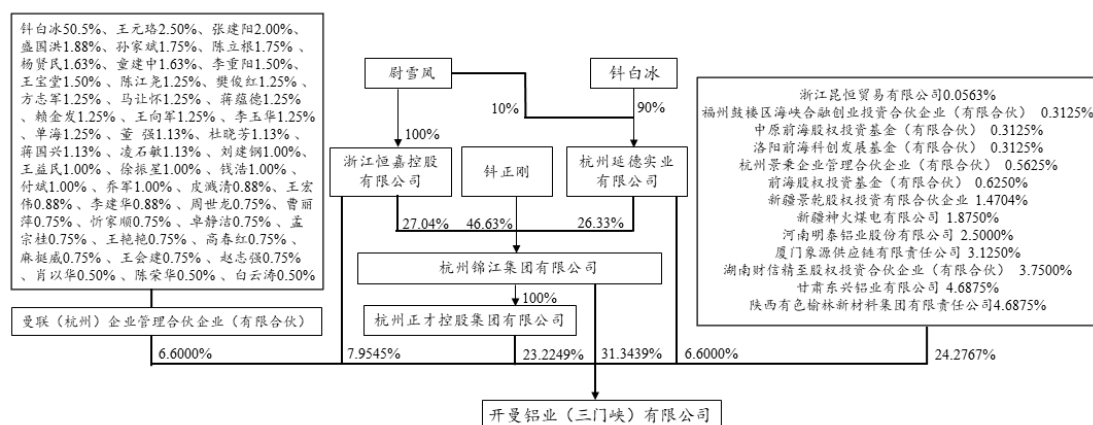 钭白冰50.5%、王元珞2.50%、张建阳2.00%、
盛国洪1.88%、孙家斌1.75%、陈立根1.75%、
杨贤民1.63%、童建中1.63%、李重阳1.50%、
王宝堂1.50%、陈江尧1.25%、樊俊红1.25%、
方志军1.25%、马让怀1.25%、蒋蕴德1.25%、
赖金发1.25%、王向军1.25%、李玉华1.25%、
单海1.25%、董 强1.13%、杜晓芳1.13%、
蒋国兴1.13%、凌石敏1.13%、刘建钢1.00%、
王益民1.00%、徐振星1.00%、钱浩1.00%、
付斌1.00%、乔军1.00%、皮溅清0.88%、王宏
伟0.88%、李建华0.88%、周世龙0.75%、曹丽
萍0.75%、忻家顺0.75%、卓静洁0.75%、孟
宗桂0.75%、王艳艳0.75%、高春红0.75%、
麻挺威0.75%、王会建0.75%、赵志强0.75%
、肖以华0.50%、陈荣华0.50%、白云涛0.50%
曼联（杭州）企业管理合伙企业（有限合伙）
尉雪凤
钭白冰
10%
90%
100%
浙江恒嘉控股
有限公司
钭正刚
杭州延德实业
有限公司
27.04%
46.63%
26.33%
杭州锦江集团有限公司
100%
杭州正才控股集团有限公司
浙江昆恒贸易有限公司0.0563%
福州鼓楼区海峡合融创业投资合伙企业（有限合伙） 0.3125%
中原前海股权投资基金（有限合伙） 0.3125%
洛阳前海科创发展基金（有限合伙） 0.3125%
杭州景秉企业管理合伙企业（有限合伙） 0.5625%
前海股权投资基金（有限合伙） 0.6250%
新疆景乾股权投资有限合伙企业 1.4704%
新疆神火煤电有限公司 1.8750%
河南明泰铝业股份有限公司 2.5000%
厦门象源供应链有限责任公司 3.1250%
湖南财信精至股权投资合伙企业（有限合伙） 3.7500%
甘肃东兴铝业有限公司 4.6875%
陕西有色榆林新材料集团有限责任公司4.6875%
6.6000%
7.9545%
23.2249%
31.3439%
6.6000%
24.2767%
开曼铝业（三门峡）有限公司